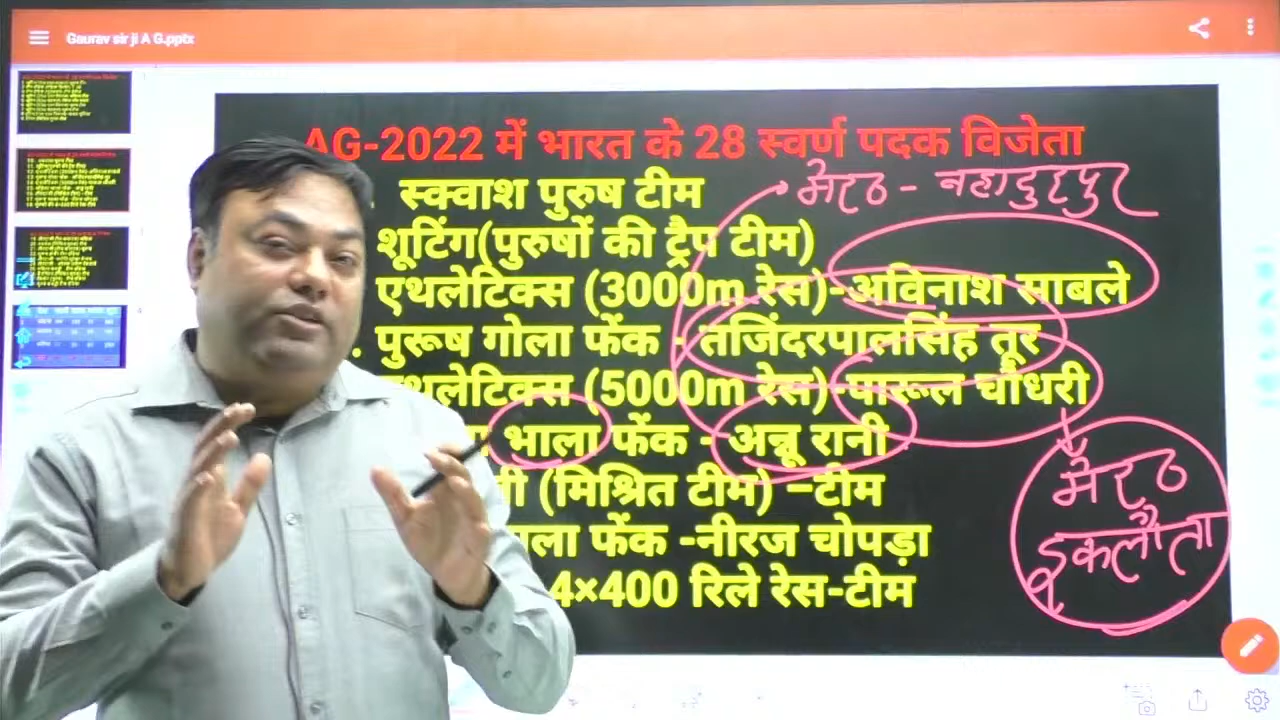 Gaurav sir ji A G.pptx
AG-2022 में भारत के 28 स्वर्ण पदक विजेता
स्क्वाश पुरुष टीम
मेरठ - बहादुरपुर
शूटिंग(पुरुषों की ट्रैप टीम)
एथलेटिक्स (3000m रेस)-अविनाश साबले
. पुरूष गोला फेंक - तजिंदरपालसिंह तूर
एथलेटिक्स (5000m रेस)-पारूल चौधरी
भाला फेंक - अन्नू रानी
मेरठ
(मिश्रित टीम) –टीम
फेंक -नीरज चोपड़ा
इकलौता
4×400 रिले रेस-टीम